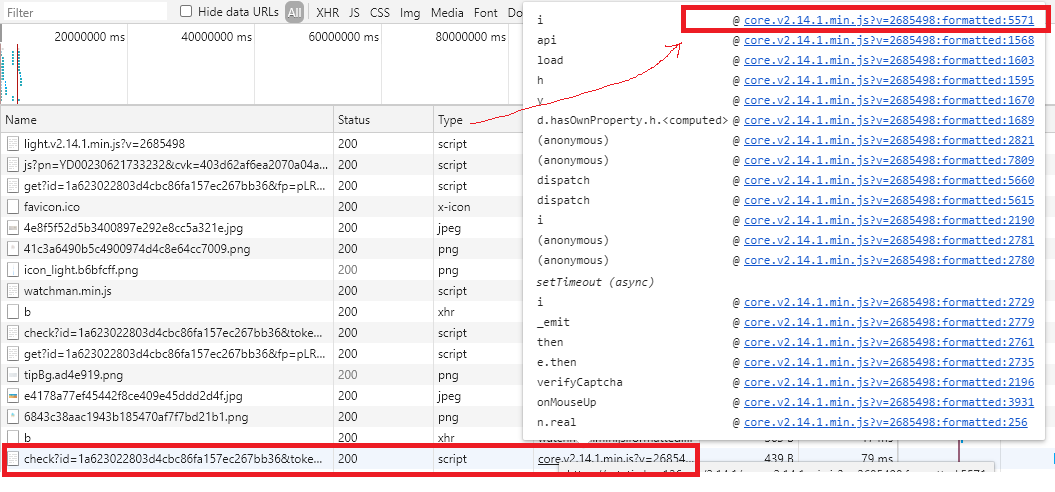 Filter
Hide data URLs All XHR JS CSS Img Media Font
20000000 ms 40000000 ms 60000000 ms 80000000 ms
Name Status Type
light.v2.14.1.min.js?v=2685498 200 script
js?pn=YD00230621733232&cvk=403d62af6ea2070a04a... 200 script
get?id=1a623022803d4cbc86fa157ec267bb36&fp=pLR... 200 script
favicon.ico 200 x-icon
4e8f5f52d5b3400897e292e8cc5a321e.jpg 200 jpeg
41c3a6490b5c4900974d4c8e64cc7009.png 200 png
icon_light.b6bfcff.png 200 png
watchman.min.js 200 script
b 200 xhr
check?id=1a623022803d4cbc86fa157ec267bb36&toke... 200 script
get?id=1a623022803d4cbc86fa157ec267bb36&fp=pLR... 200 script
tipBg.ad4e919.png 200 png
e4178a77ef45442f8ce409e45ddd2d4f.jpg 200 jpeg
6843c38aac1943b185470af7f7bd21b1.png 200 png
b 200 xhr
check?id=1a623022803d4cbc86fa157ec267bb36&toke... 200 script core.v2.14.1.min.js?v=26854... 439 B 79 ms
i @ core.v2.14.1.min.js?v=2685498:formatted:5571
api @ core.v2.14.1.min.js?v=2685498:formatted:1568
load @ core.v2.14.1.min.js?v=2685498:formatted:1603
h @ core.v2.14.1.min.js?v=2685498:formatted:1595
y @ core.v2.14.1.min.js?v=2685498:formatted:1670
d.hasOwnProperty.h.<computed> @ core.v2.14.1.min.js?v=2685498:formatted:1689
(anonymous) @ core.v2.14.1.min.js?v=2685498:formatted:2821
(anonymous) @ core.v2.14.1.min.js?v=2685498:formatted:7809
dispatch @ core.v2.14.1.min.js?v=2685498:formatted:5660
dispatch @ core.v2.14.1.min.js?v=2685498:formatted:5615
i @ core.v2.14.1.min.js?v=2685498:formatted:2190
(anonymous) @ core.v2.14.1.min.js?v=2685498:formatted:2781
(anonymous) @ core.v2.14.1.min.js?v=2685498:formatted:2780
setTimeout (async)
i @ core.v2.14.1.min.js?v=2685498:formatted:2729
_emit @ core.v2.14.1.min.js?v=2685498:formatted:2779
then @ core.v2.14.1.min.js?v=2685498:formatted:2761
e.then @ core.v2.14.1.min.js?v=2685498:formatted:2735
verifyCaptcha @ core.v2.14.1.min.js?v=2685498:formatted:2196
onMouseUp @ core.v2.14.1.min.js?v=2685498:formatted:3931
n.real @ core.v2.14.1.min.js?v=2685498:formatted:256